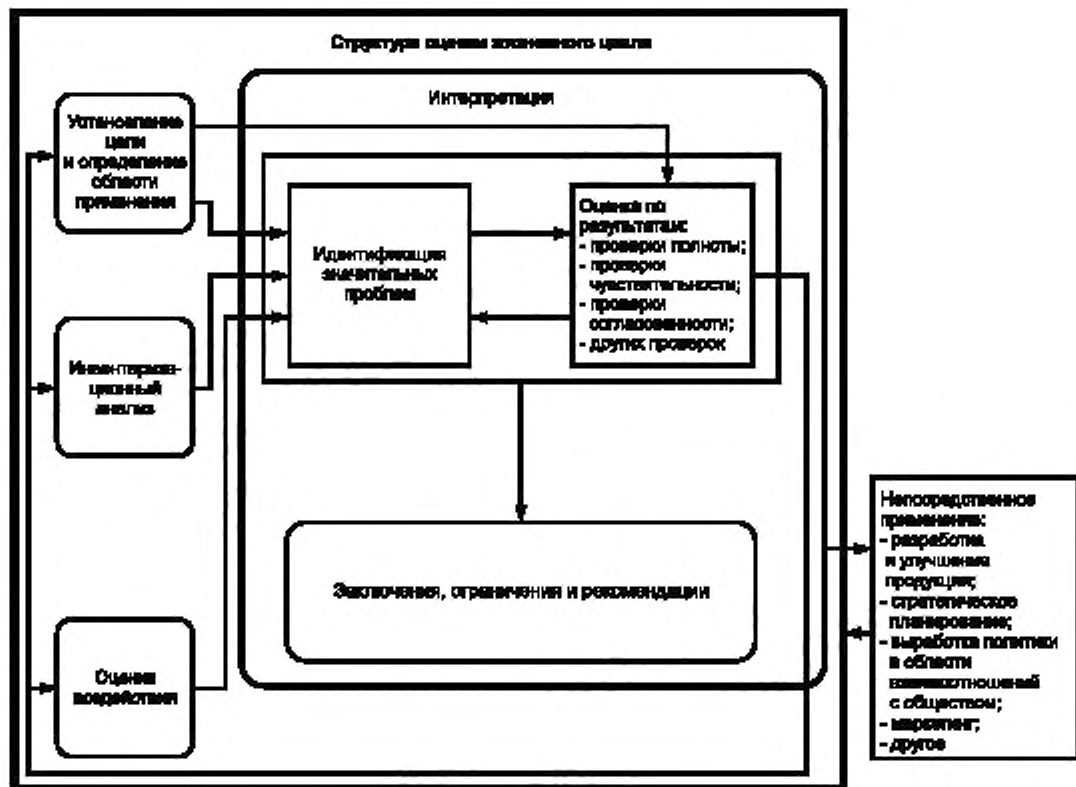 Структура оценки жизненного цикла
Интерпретация
Установление
цели
и определение
области
применения
Идентификация
значительных
проблем
Оценка по
результатам:
- проверки полноты;
- проверки
чувствительности;
- проверки
согласованности;
- других проверок
Инвентариза-
ционный
анализ
Заключения, ограничения и рекомендации
Оценка
воздействия
Непосредственное
применение:
- разработка
и улучшение
продукции;
- стратегическое
планирование;
- выработка политики
в области
взаимоотношений
с обществом;
- маркетинг;
- другое